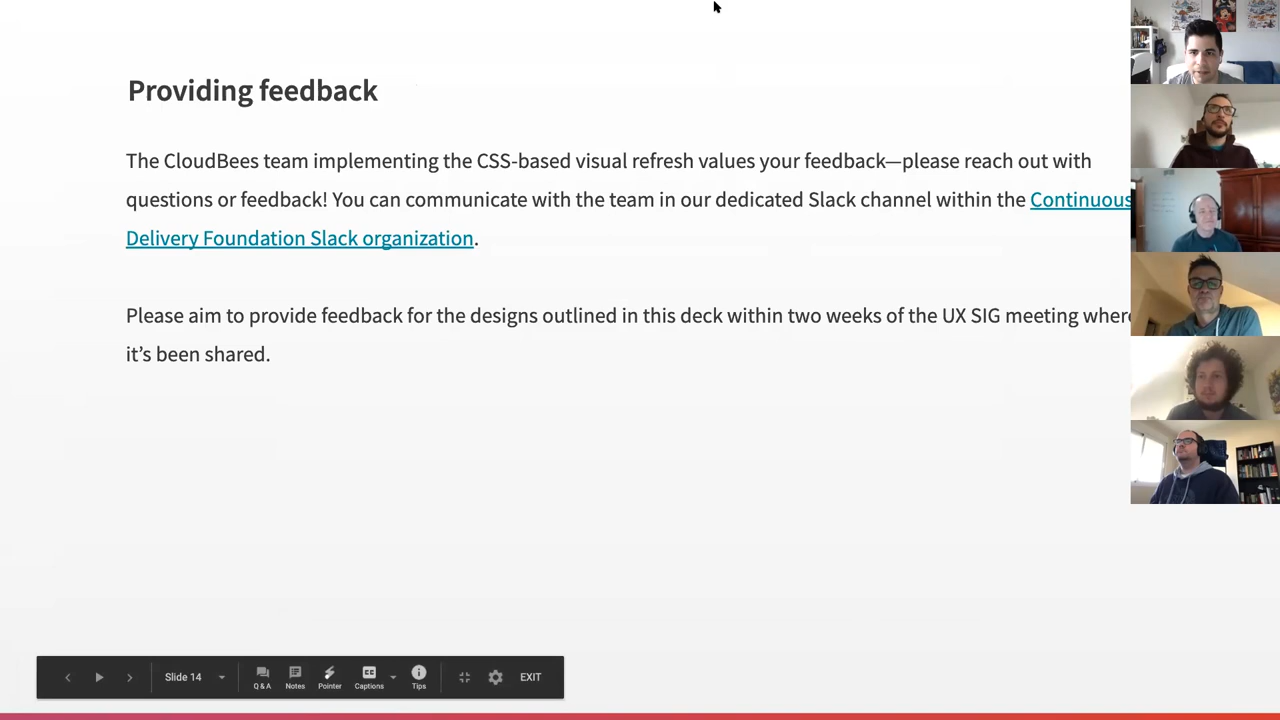 Providing feedback
The CloudBees team implementing the CSS-based visual refresh values your feedback—please reach out with
questions or feedback! You can communicate with the team in our dedicated Slack channel within the Continuous
Delivery Foundation Slack organization.
Please aim to provide feedback for the designs outlined in this deck within two weeks of the UX SIG meeting where
it’s been shared.
Slide 14
Q & A
Notes
Pointer
Captions
Tips
EXIT